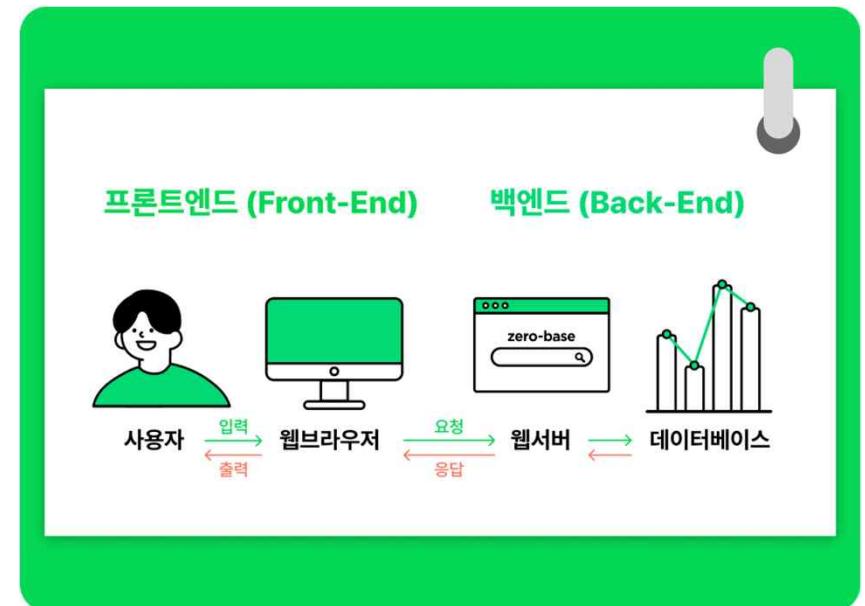 프론트엔드 (Front-End)
백엔드 (Back-End)
zero-base
사용자
입력
출력
웹브라우저
요청
응답
웹서버
데이터베이스